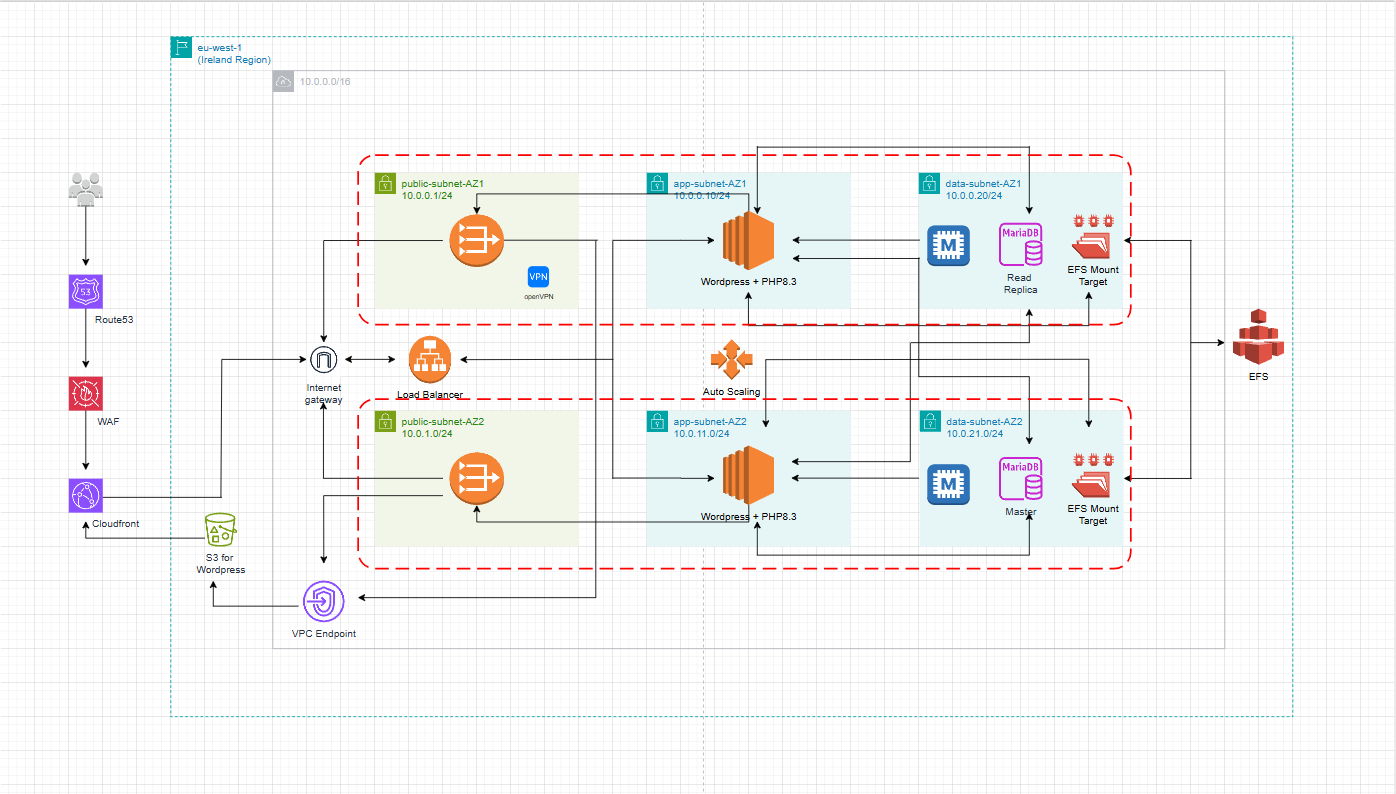 eu-west-1
(Ireland Region)
10.0.0.0/16
public-subnet-AZ1
10.0.0.1/24
app-subnet-AZ1
10.0.0.10/24
data-subnet-AZ1
10.0.0.20/24
MariaDB
M
VPN
openVPN
Wordpress + PHP8.3
Read
Replica
EFS Mount
Target
53
Route53
Internet
gateway
Load Balancer
Auto Scaling
EFS
WAF
public-subnet-AZ2
10.0.1.0/24
app-subnet-AZ2
10.0.11.0/24
data-subnet-AZ2
10.0.21.0/24
MariaDB
M
Wordpress + PHP8.3
Master
EFS Mount
Target
Cloudfront
S3 for
Wordpress
VPC Endpoint